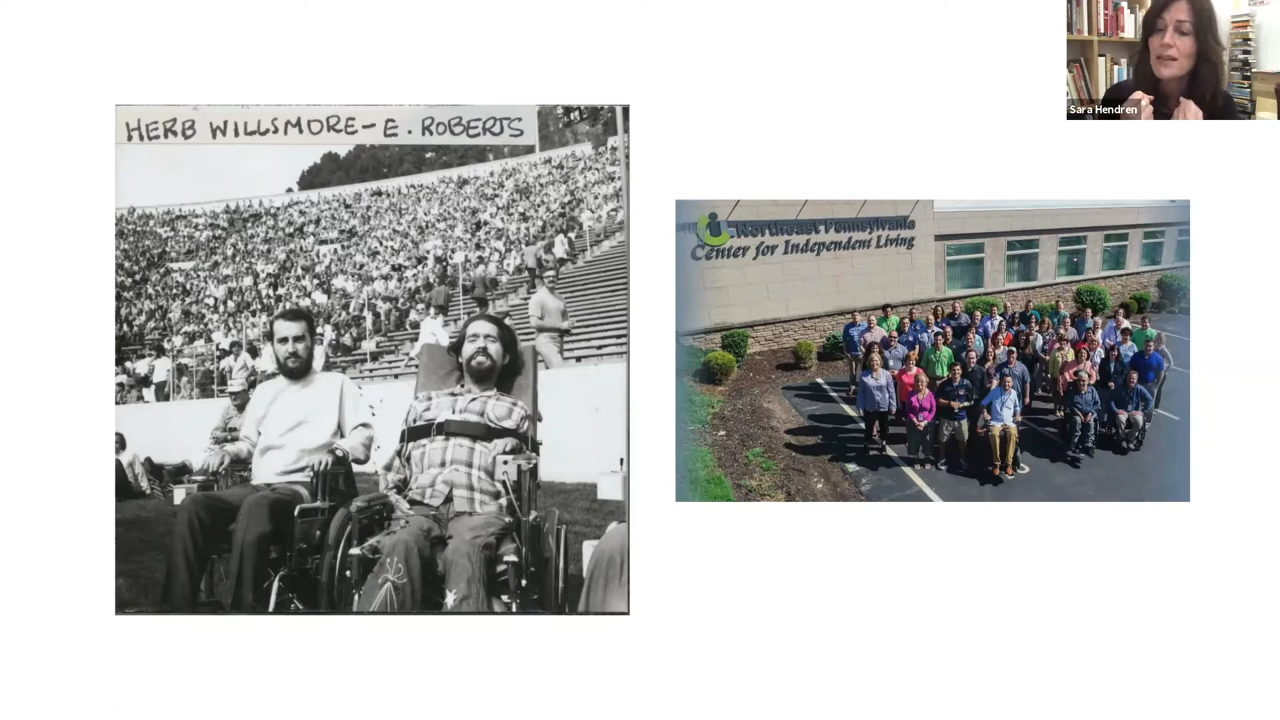 HERB WILLSMORE - E. ROBERTS
Sara Hendren
Northeast Pennsylvania
Center for Independent Living